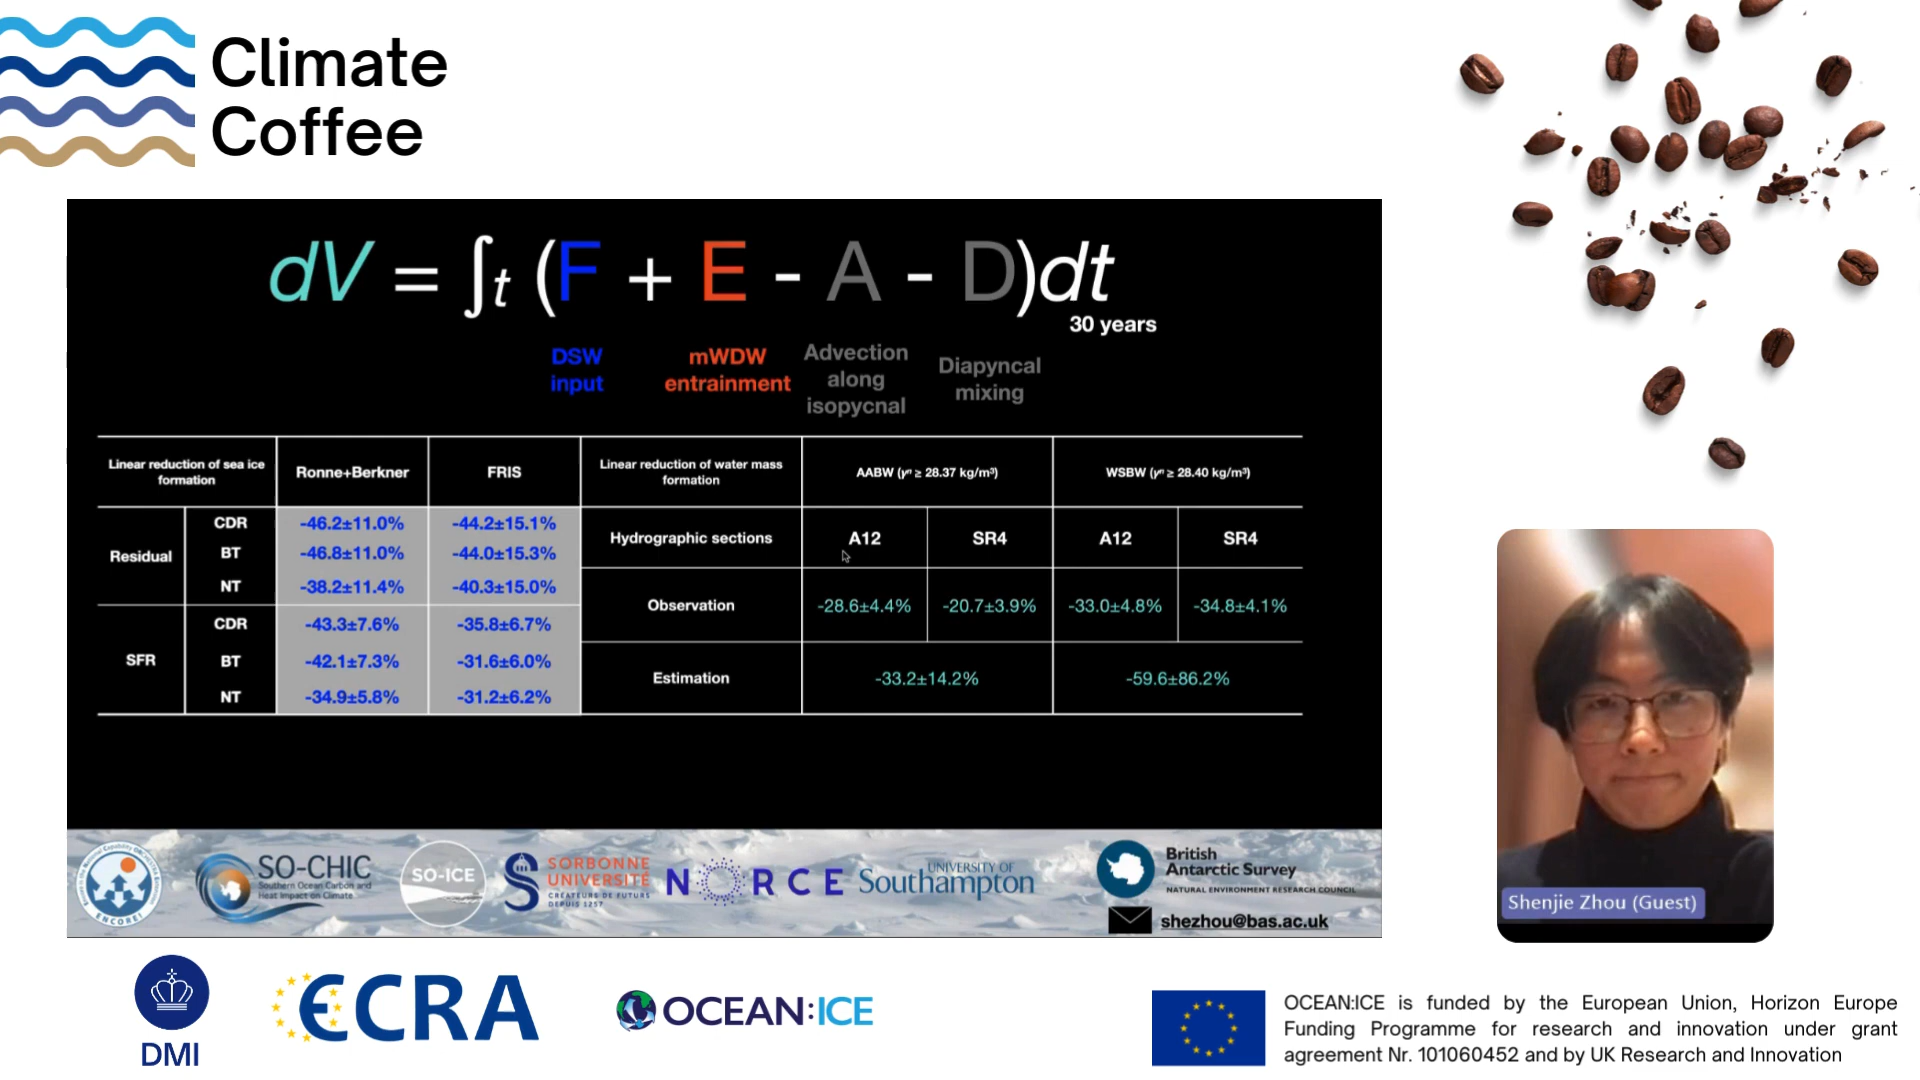 Climate
Coffee
dV = ∫t (F + E - A - D)dt
30 years
DSW
input
mWDW
entrainment
Advection
along
isopycnal
Diapyncal
mixing
Linear reduction of sea ice
formation
Ronne+Berkner
FRIS
Linear reduction of water mass
formation
AABW (γⁿ ≥ 28.37 kg/m³)
WSBW (γⁿ ≥ 28.40 kg/m³)
Residual
CDR
-46.2±11.0%
-44.2±15.1%
BT
-46.8±11.0%
-44.0±15.3%
NT
-38.2±11.4%
-40.3±15.0%
SFR
CDR
-43.3±7.6%
-35.8±6.7%
BT
-42.1±7.3%
-31.6±6.0%
NT
-34.9±5.8%
-31.2±6.2%
Hydrographic sections
A12
SR4
A12
SR4
Observation
-28.6±4.4%
-20.7±3.9%
-33.0±4.8%
-34.8±4.1%
Estimation
-33.2±14.2%
-59.6±86.2%
ENCORE
SO-CHIC
Southern Ocean Carbon and
Heat Impact on Climate
SO-ICE
SORBONNE
UNIVERSITÉ
CRÉATEURS DE FUTURS
DEPUIS 1257
NORCE
UNIVERSITY OF
Southampton
British
Antarctic Survey
NATURAL ENVIRONMENT RESEARCH COUNCIL
shezhou@bas.ac.uk
Shenjie Zhou (Guest)
DMI
ECRA
OCEAN:ICE
OCEAN:ICE is funded by the European Union, Horizon Europe
Funding Programme for research and innovation under grant
agreement Nr. 101060452 and by UK Research and Innovation